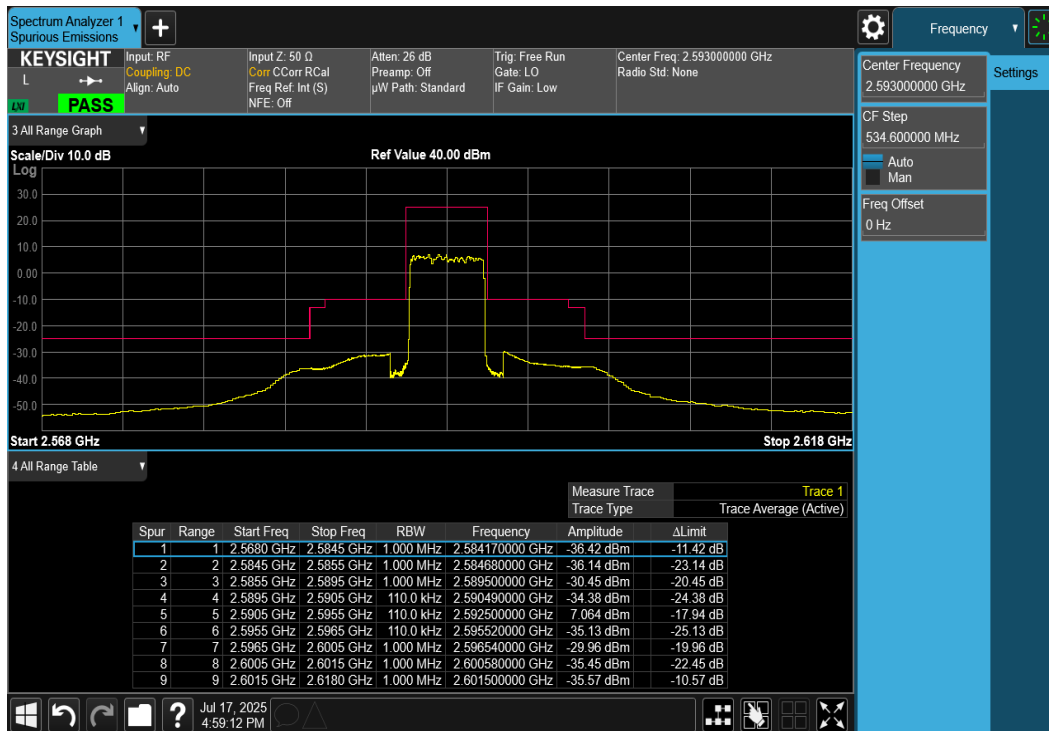 Spectrum Analyzer 1
Spurious Emissions
Frequency
KEYSIGHT
L
LXI
PASS
Input: RF
Coupling: DC
Align: Auto
Input Z: 50 Ω
Corr CCorr RCal
Freq Ref: Int (S)
NFE: Off
Atten: 26 dB
Preamp: Off
µW Path: Standard
Trig: Free Run
Gate: LO
IF Gain: Low
Center Freq: 2.593000000 GHz
Radio Std: None
Center Frequency
2.593000000 GHz
Settings
CF Step
534.600000 MHz
Auto
Man
Freq Offset
0 Hz
3 All Range Graph
Scale/Div 10.0 dB
Ref Value 40.00 dBm
Log
30.0
20.0
10.0
0.00
-10.0
-20.0
-30.0
-40.0
-50.0
Start 2.568 GHz
Stop 2.618 GHz
4 All Range Table
Measure Trace Trace 1
Trace Type Trace Average (Active)
Spur Range Start Freq Stop Freq RBW Frequency Amplitude ΔLimit
1 1 2.5680 GHz 2.5845 GHz 1.000 MHz 2.584170000 GHz -36.42 dBm -11.42 dB
2 2 2.5845 GHz 2.5855 GHz 1.000 MHz 2.584680000 GHz -36.14 dBm -23.14 dB
3 3 2.5855 GHz 2.5895 GHz 1.000 MHz 2.589500000 GHz -30.45 dBm -20.45 dB
4 4 2.5895 GHz 2.5905 GHz 110.0 kHz 2.590490000 GHz -34.38 dBm -24.38 dB
5 5 2.5905 GHz 2.5955 GHz 110.0 kHz 2.592500000 GHz 7.064 dBm -17.94 dB
6 6 2.5955 GHz 2.5965 GHz 110.0 kHz 2.595520000 GHz -35.13 dBm -25.13 dB
7 7 2.5965 GHz 2.6005 GHz 1.000 MHz 2.596540000 GHz -29.96 dBm -19.96 dB
8 8 2.6005 GHz 2.6015 GHz 1.000 MHz 2.600580000 GHz -35.45 dBm -22.45 dB
9 9 2.6015 GHz 2.6180 GHz 1.000 MHz 2.601500000 GHz -35.57 dBm -10.57 dB
Jul 17, 2025
4:59:12 PM